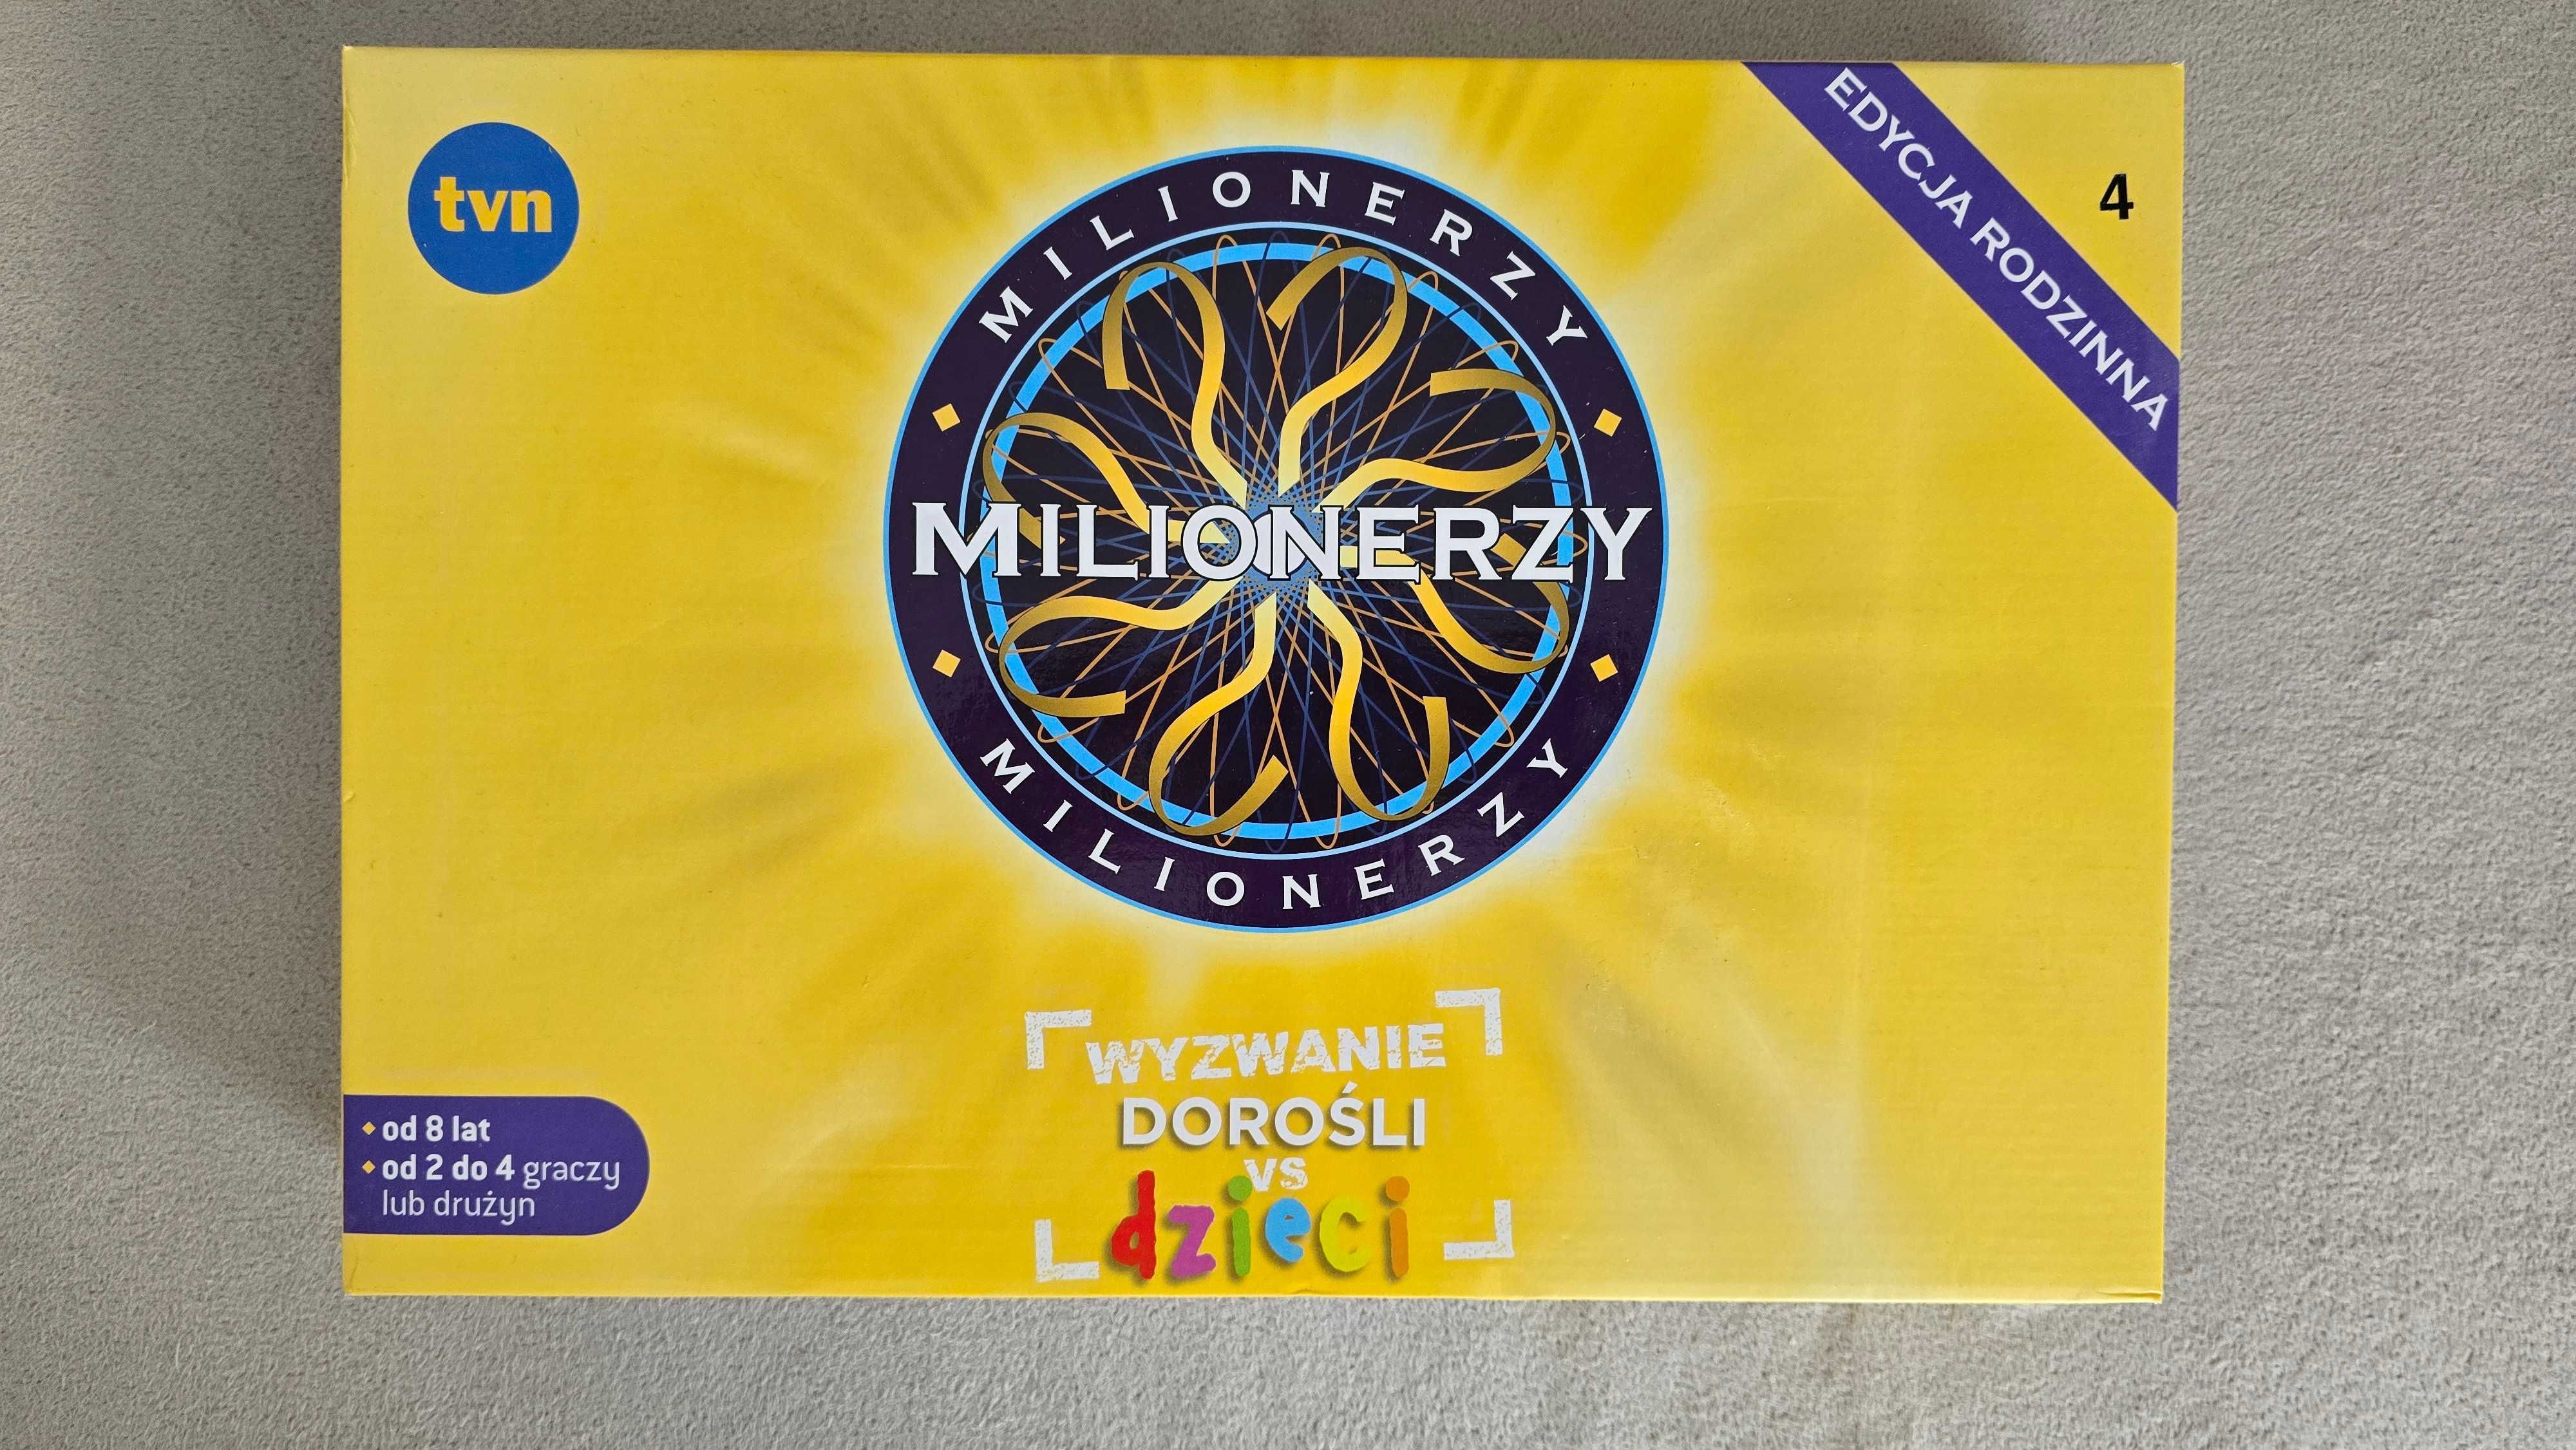 tvn
EDYCJA RODZINNA
4
MILIONERZY
MILIONERZY
MILIONERZY
WYZWANIE
DOROŚLI
VS
dzieci
od 8 lat
od 2 do 4 graczy
lub drużyn